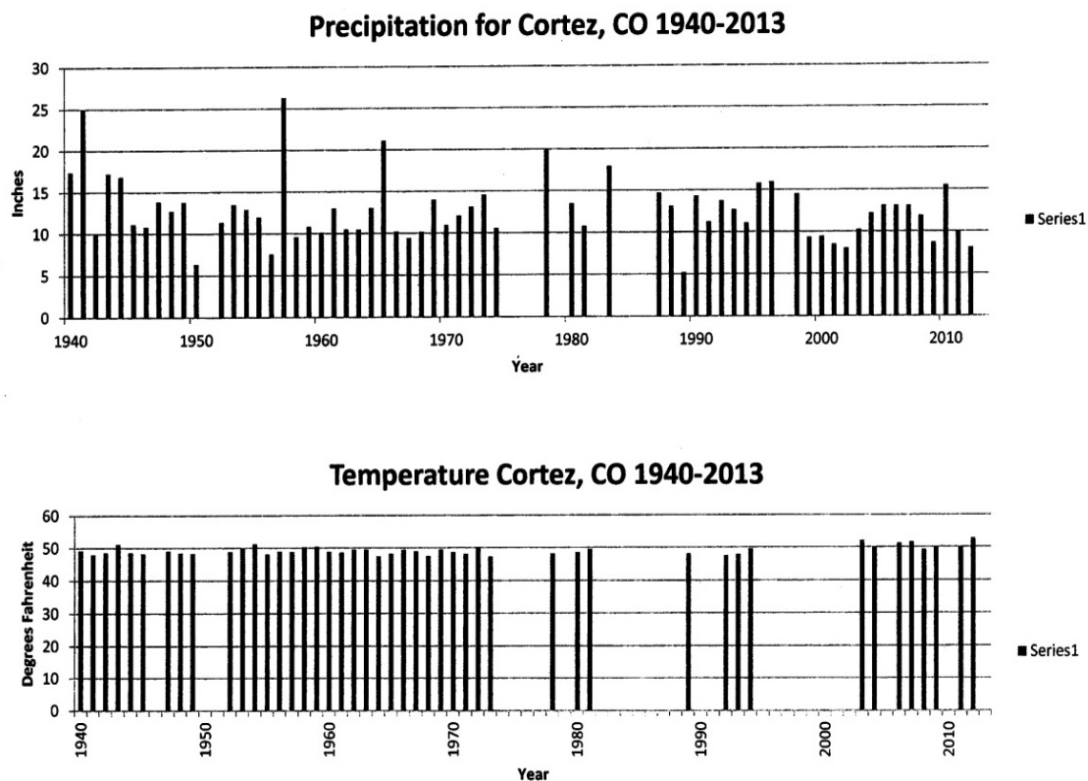 Precipitation for Cortez, CO 1940-2013
30
25
20
15
10
5
0
Inches
1940 1950 1960 1970 1980 1990 2000 2010
Year
Series1
Temperature Cortez, CO 1940-2013
60
50
40
30
20
10
0
Degrees Fahrenheit
1940 1950 1960 1970 1980 1990 2000 2010
Year
Series1